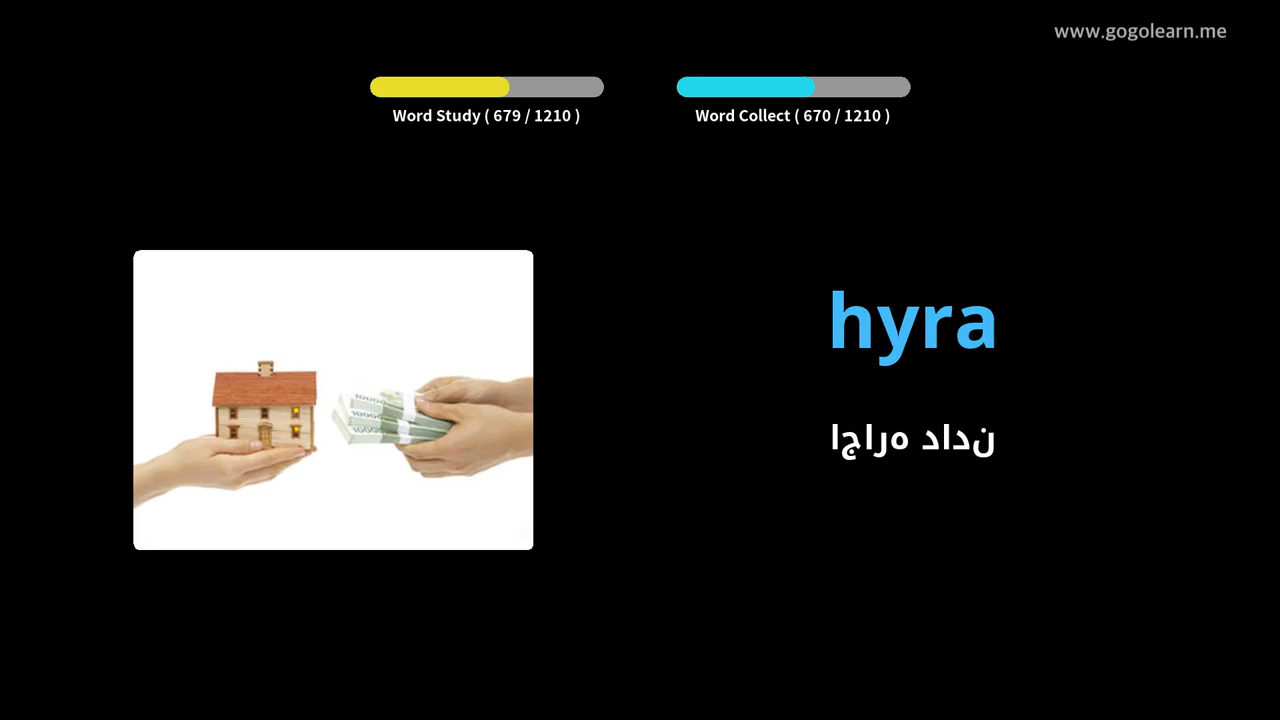 www.gogolearn.me
Word Study ( 679 / 1210 )
Word Collect ( 670 / 1210 )
hyra
اجاره دادن